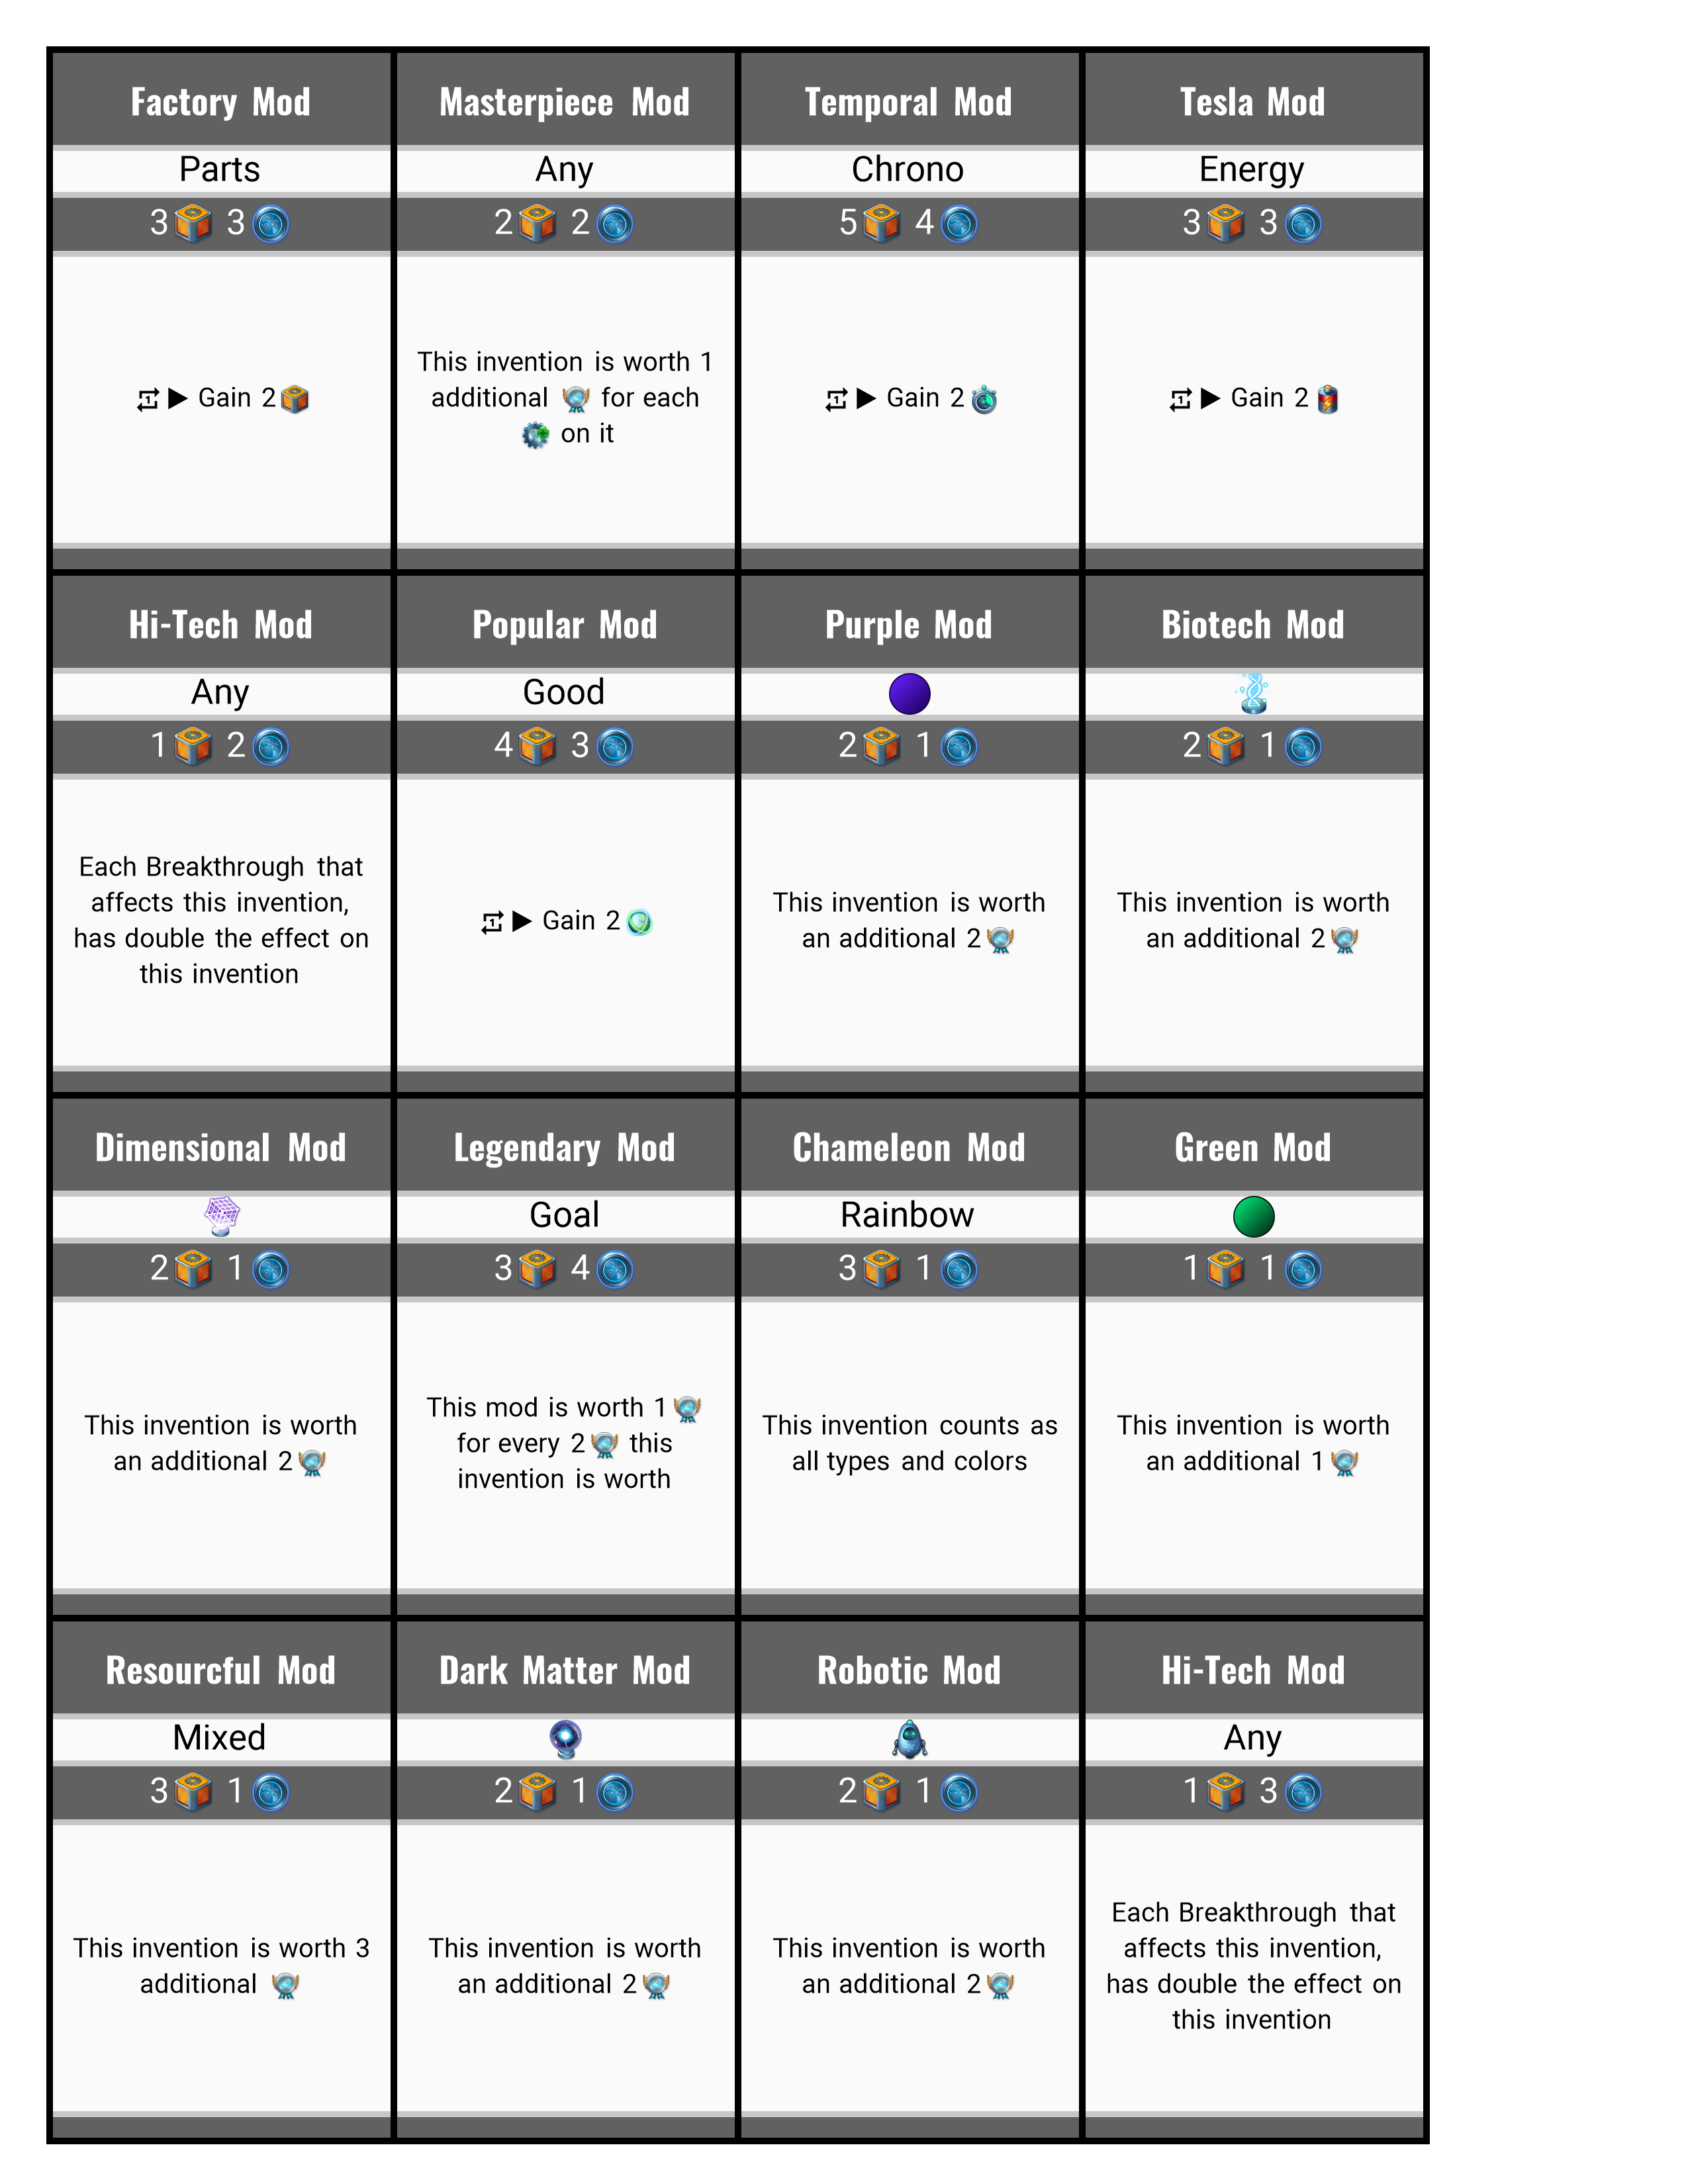 Factory Mod
Parts
3 3
1 Gain 2
Masterpiece Mod
Any
2 2
This invention is worth 1
additional for each
on it
Temporal Mod
Chrono
5 4
1 Gain 2
Tesla Mod
Energy
3 3
1 Gain 2
Hi-Tech Mod
Any
1 2
Each Breakthrough that
affects this invention,
has double the effect on
this invention
Popular Mod
Good
4 3
1 Gain 2
Purple Mod
2 1
This invention is worth
an additional 2
Biotech Mod
2 1
This invention is worth
an additional 2
Dimensional Mod
2 1
This invention is worth
an additional 2
Legendary Mod
Goal
3 4
This mod is worth 1
for every 2 this
invention is worth
Chameleon Mod
Rainbow
3 1
This invention counts as
all types and colors
Green Mod
1 1
This invention is worth
an additional 1
Resourcful Mod
Mixed
3 1
This invention is worth 3
additional
Dark Matter Mod
2 1
This invention is worth
an additional 2
Robotic Mod
2 1
This invention is worth
an additional 2
Hi-Tech Mod
Any
1 3
Each Breakthrough that
affects this invention,
has double the effect on
this invention